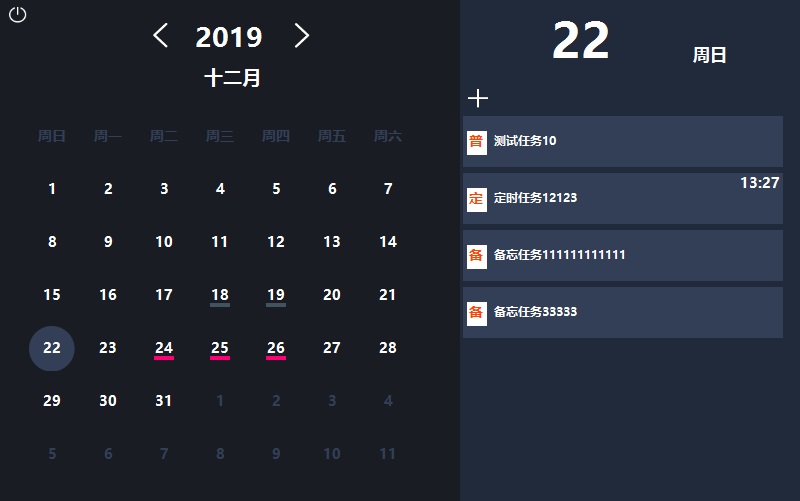 2019
十二月
周日 周一 周二 周三 周四 周五 周六
1 2 3 4 5 6 7
8 9 10 11 12 13 14
15 16 17 18 19 20 21
22 23 24 25 26 27 28
29 30 31 1 2 3 4
5 6 7 8 9 10 11
22 周日
普 测试任务10
13:27
定 定时任务12123
备 备忘任务111111111111
备 备忘任务33333